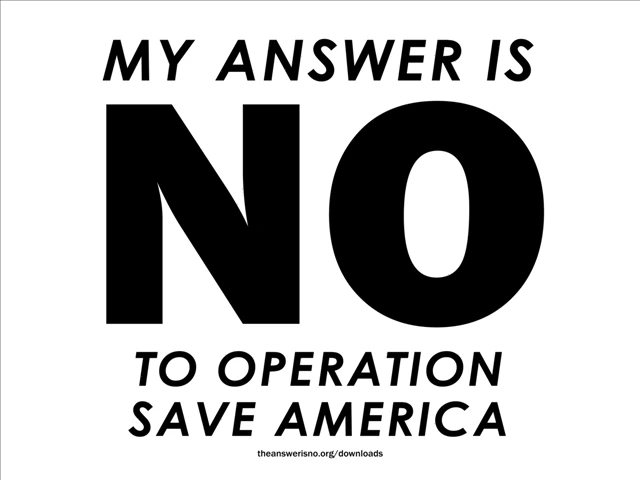 MY ANSWER IS
NO
TO OPERATION
SAVE AMERICA
theanswerisno.org/downloads